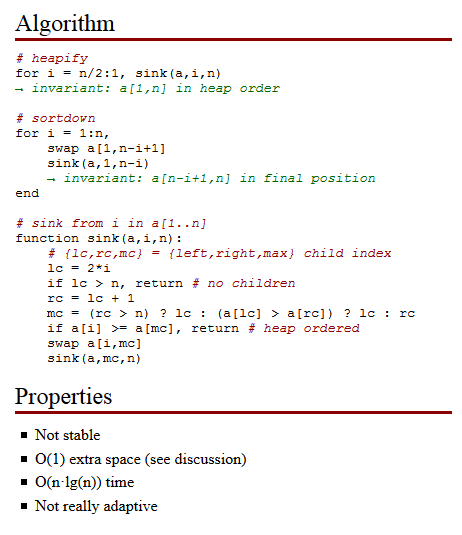 Algorithm
# heapify
for i = n/2:1, sink(a,i,n)
→ invariant: a[1,n] in heap order
# sortdown
for i = 1:n,
    swap a[1,n-i+1]
    sink(a,1,n-i)
    → invariant: a[n-i+1,n] in final position
end
# sink from i in a[1..n]
function sink(a,i,n):
    # {lc,rc,mc} = {left,right,max} child index
    lc = 2*i
    if lc > n, return # no children
    rc = lc + 1
    mc = (rc > n) ? lc : (a[lc] > a[rc]) ? lc : rc
    if a[i] >= a[mc], return # heap ordered
    swap a[i,mc]
    sink(a,mc,n)
Properties
▪ Not stable
▪ O(1) extra space (see discussion)
▪ O(n·lg(n)) time
▪ Not really adaptive